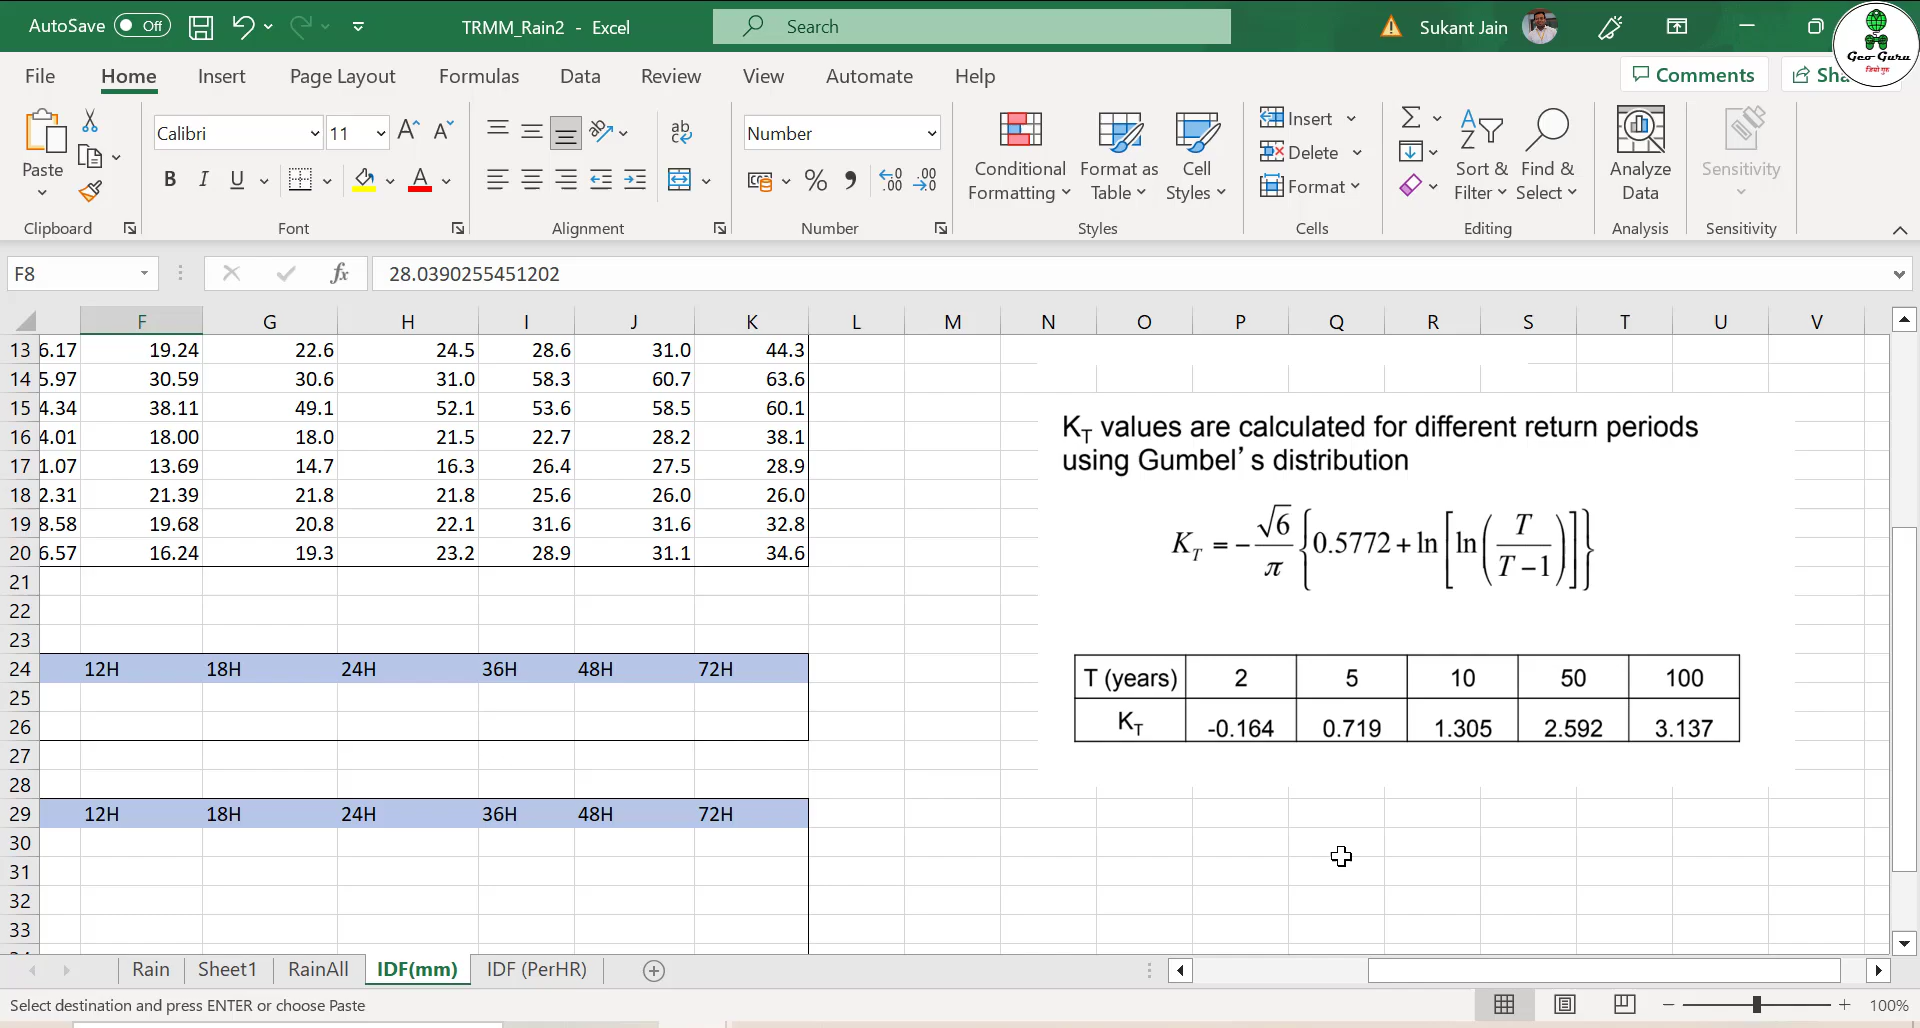 AutoSave Off TRMM_Rain2 - Excel Search Sukant Jain
Geo Guru
जियो गुरु
File Home Insert Page Layout Formulas Data Review View Automate Help Comments Sha
Paste
Calibri 11
B I U
ab
Number
Conditional Formatting
Format as Table
Cell Styles
Insert
Delete
Format
Sort & Filter
Find & Select
Analyze Data
Sensitivity
Clipboard Font Alignment Number Styles Cells Editing Analysis Sensitivity
F8 fx 28.0390255451202
F G H I J K L M N O P Q R S T U V
13 6.17 19.24 22.6 24.5 28.6 31.0 44.3
14 5.97 30.59 30.6 31.0 58.3 60.7 63.6
15 4.34 38.11 49.1 52.1 53.6 58.5 60.1
16 4.01 18.00 18.0 21.5 22.7 28.2 38.1
17 1.07 13.69 14.7 16.3 26.4 27.5 28.9
18 2.31 21.39 21.8 21.8 25.6 26.0 26.0
19 8.58 19.68 20.8 22.1 31.6 31.6 32.8
20 6.57 16.24 19.3 23.2 28.9 31.1 34.6
21
22
23
24 12H 18H 24H 36H 48H 72H
25
26
27
28
29 12H 18H 24H 36H 48H 72H
30
31
32
33
K_T values are calculated for different return periods
using Gumbel's distribution
K_T = -√6/π {0.5772 + ln[ln(T/(T-1))]}
T (years) 2 5 10 50 100
K_T -0.164 0.719 1.305 2.592 3.137
Rain Sheet1 RainAll IDF(mm) IDF (PerHR)
Select destination and press ENTER or choose Paste 100%